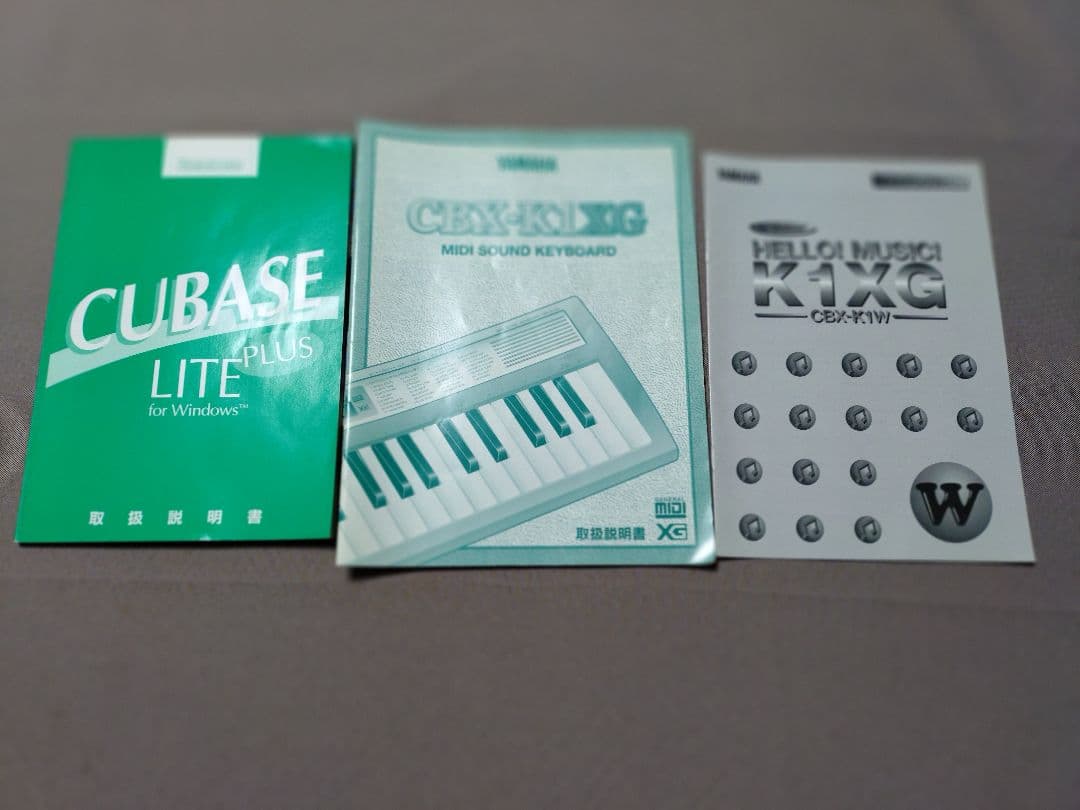 CUBASE
LITE PLUS
for Windows™
取扱説明書
YAMAHA
CBX-K1XG
MIDI SOUND KEYBOARD
GENERAL
MIDI
取扱説明書
XG
YAMAHA
HELLO! MUSIC!
K1XG
CBX-K1W
W